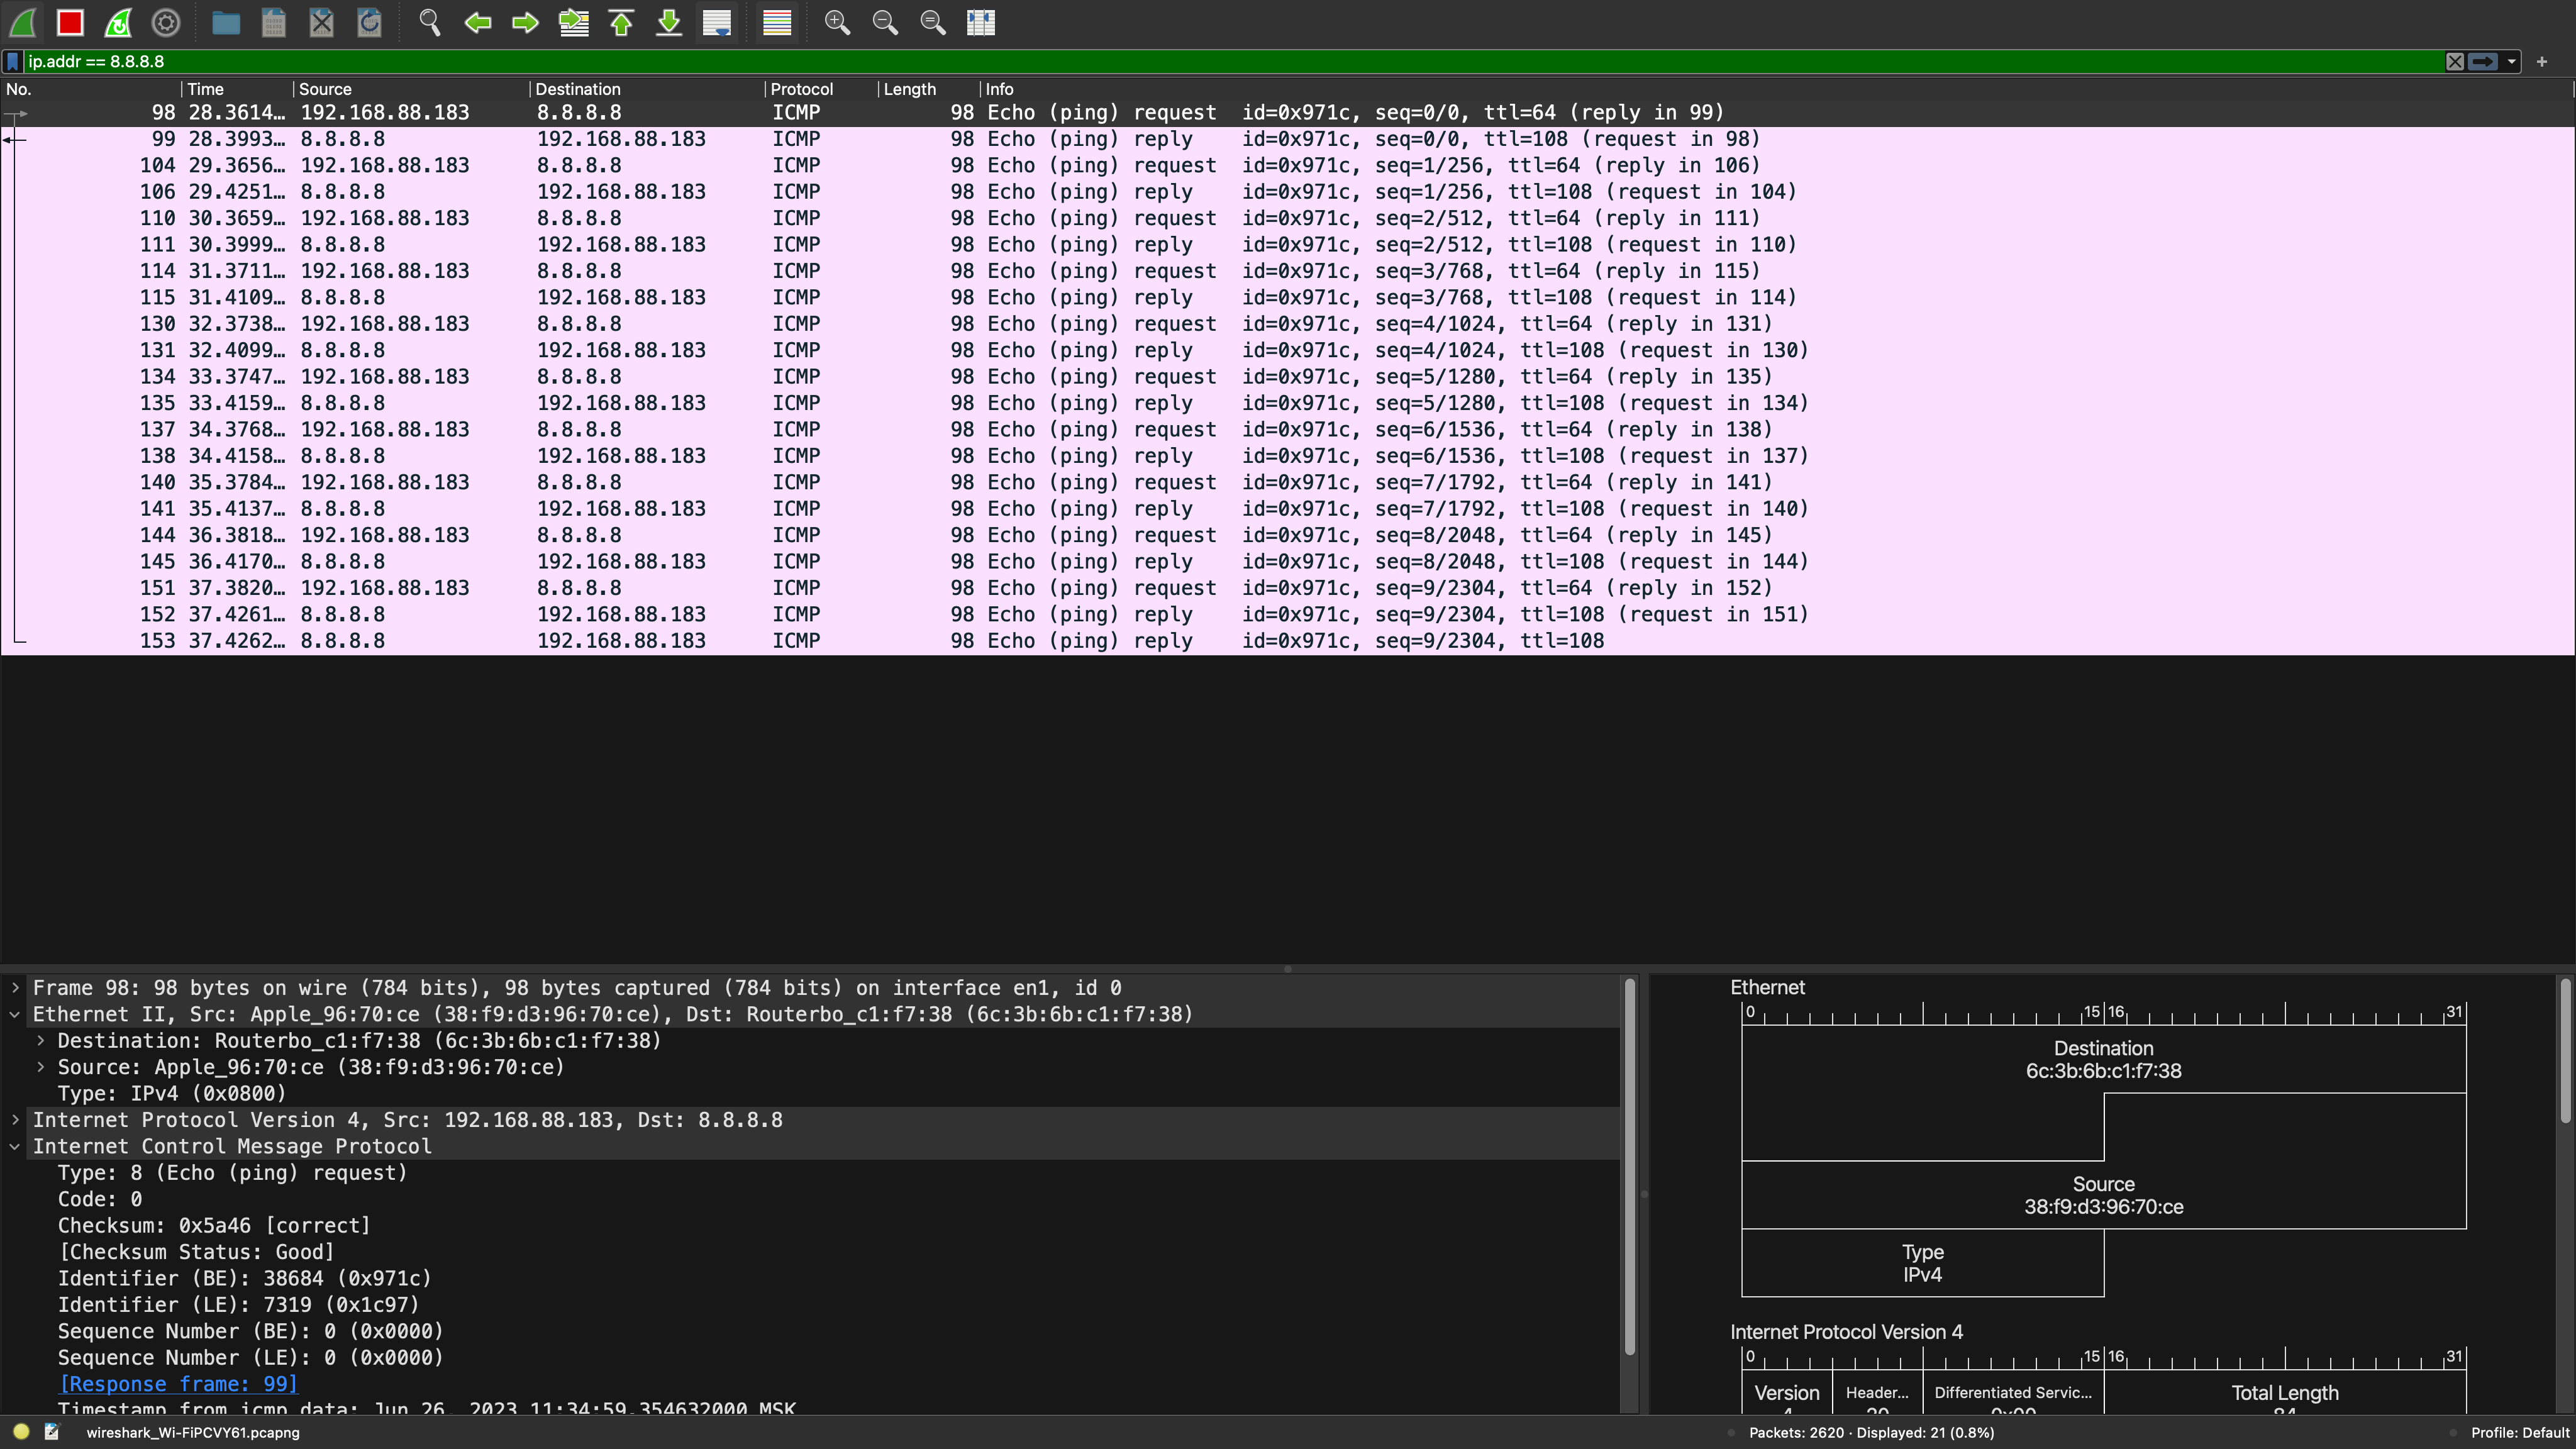 ip.addr == 8.8.8.8
No. Time Source Destination Protocol Length Info
98 28.3614… 192.168.88.183 8.8.8.8 ICMP 98 Echo (ping) request id=0x971c, seq=0/0, ttl=64 (reply in 99)
99 28.3993… 8.8.8.8 192.168.88.183 ICMP 98 Echo (ping) reply id=0x971c, seq=0/0, ttl=108 (request in 98)
104 29.3656… 192.168.88.183 8.8.8.8 ICMP 98 Echo (ping) request id=0x971c, seq=1/256, ttl=64 (reply in 106)
106 29.4251… 8.8.8.8 192.168.88.183 ICMP 98 Echo (ping) reply id=0x971c, seq=1/256, ttl=108 (request in 104)
110 30.3659… 192.168.88.183 8.8.8.8 ICMP 98 Echo (ping) request id=0x971c, seq=2/512, ttl=64 (reply in 111)
111 30.3999… 8.8.8.8 192.168.88.183 ICMP 98 Echo (ping) reply id=0x971c, seq=2/512, ttl=108 (request in 110)
114 31.3711… 192.168.88.183 8.8.8.8 ICMP 98 Echo (ping) request id=0x971c, seq=3/768, ttl=64 (reply in 115)
115 31.4109… 8.8.8.8 192.168.88.183 ICMP 98 Echo (ping) reply id=0x971c, seq=3/768, ttl=108 (request in 114)
130 32.3738… 192.168.88.183 8.8.8.8 ICMP 98 Echo (ping) request id=0x971c, seq=4/1024, ttl=64 (reply in 131)
131 32.4099… 8.8.8.8 192.168.88.183 ICMP 98 Echo (ping) reply id=0x971c, seq=4/1024, ttl=108 (request in 130)
134 33.3747… 192.168.88.183 8.8.8.8 ICMP 98 Echo (ping) request id=0x971c, seq=5/1280, ttl=64 (reply in 135)
135 33.4159… 8.8.8.8 192.168.88.183 ICMP 98 Echo (ping) reply id=0x971c, seq=5/1280, ttl=108 (request in 134)
137 34.3768… 192.168.88.183 8.8.8.8 ICMP 98 Echo (ping) request id=0x971c, seq=6/1536, ttl=64 (reply in 138)
138 34.4158… 8.8.8.8 192.168.88.183 ICMP 98 Echo (ping) reply id=0x971c, seq=6/1536, ttl=108 (request in 137)
140 35.3784… 192.168.88.183 8.8.8.8 ICMP 98 Echo (ping) request id=0x971c, seq=7/1792, ttl=64 (reply in 141)
141 35.4137… 8.8.8.8 192.168.88.183 ICMP 98 Echo (ping) reply id=0x971c, seq=7/1792, ttl=108 (request in 140)
144 36.3818… 192.168.88.183 8.8.8.8 ICMP 98 Echo (ping) request id=0x971c, seq=8/2048, ttl=64 (reply in 145)
145 36.4170… 8.8.8.8 192.168.88.183 ICMP 98 Echo (ping) reply id=0x971c, seq=8/2048, ttl=108 (request in 144)
151 37.3820… 192.168.88.183 8.8.8.8 ICMP 98 Echo (ping) request id=0x971c, seq=9/2304, ttl=64 (reply in 152)
152 37.4261… 8.8.8.8 192.168.88.183 ICMP 98 Echo (ping) reply id=0x971c, seq=9/2304, ttl=108 (request in 151)
153 37.4262… 8.8.8.8 192.168.88.183 ICMP 98 Echo (ping) reply id=0x971c, seq=9/2304, ttl=108
Frame 98: 98 bytes on wire (784 bits), 98 bytes captured (784 bits) on interface en1, id 0
Ethernet II, Src: Apple_96:70:ce (38:f9:d3:96:70:ce), Dst: Routerbo_c1:f7:38 (6c:3b:6b:c1:f7:38)
Destination: Routerbo_c1:f7:38 (6c:3b:6b:c1:f7:38)
Source: Apple_96:70:ce (38:f9:d3:96:70:ce)
Type: IPv4 (0x0800)
Internet Protocol Version 4, Src: 192.168.88.183, Dst: 8.8.8.8
Internet Control Message Protocol
Type: 8 (Echo (ping) request)
Code: 0
Checksum: 0x5a46 [correct]
[Checksum Status: Good]
Identifier (BE): 38684 (0x971c)
Identifier (LE): 7319 (0x1c97)
Sequence Number (BE): 0 (0x0000)
Sequence Number (LE): 0 (0x0000)
[Response frame: 99]
Timestamp from icmp data: Jun 26, 2023 11:34:59.354632000 MSK
Ethernet
0 15 16 31
Destination
6c:3b:6b:c1:f7:38
Source
38:f9:d3:96:70:ce
Type
IPv4
Internet Protocol Version 4
0 15 16 31
Version Header... Differentiated Servic... Total Length
4 20 0x00 84
wireshark_Wi-FiPCVY61.pcapng
Packets: 2620 · Displayed: 21 (0.8%)
Profile: Default